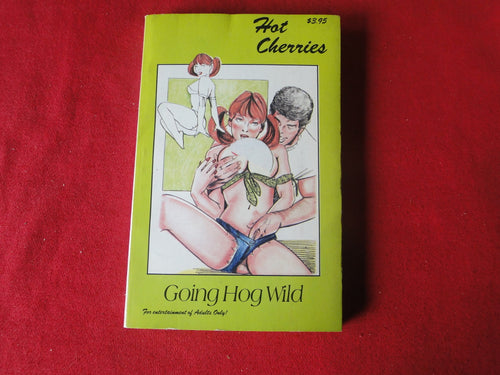 Hot
Cherries
$3.95
Going Hog Wild
For entertainment of Adults Only!